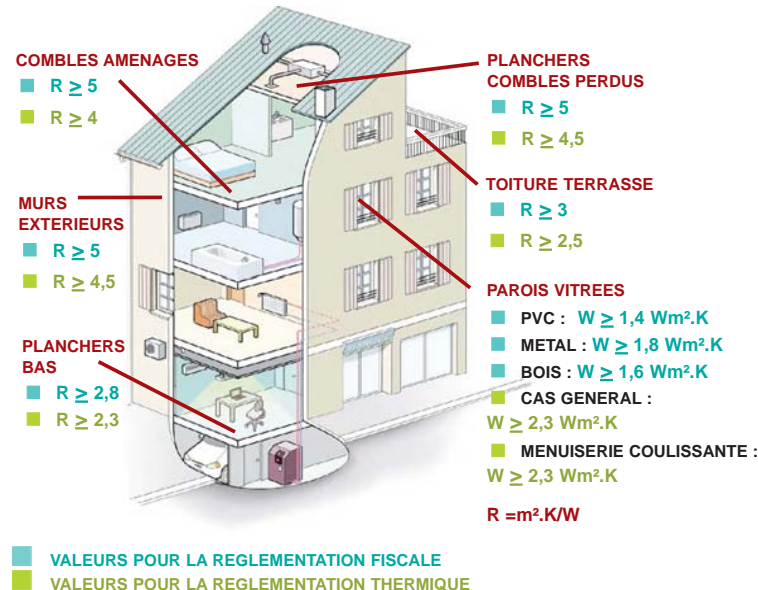 COMBLES AMENAGES
R ≥ 5
R ≥ 4
MURS
EXTERIEURS
R ≥ 5
R ≥ 4,5
PLANCHERS
BAS
R ≥ 2,8
R ≥ 2,3
PLANCHERS
COMBLES PERDUS
R ≥ 5
R ≥ 4,5
TOITURE TERRASSE
R ≥ 3
R ≥ 2,5
PAROIS VITREES
PVC : W ≥ 1,4 Wm².K
METAL : W ≥ 1,8 Wm².K
BOIS : W ≥ 1,6 Wm².K
CAS GENERAL :
W ≥ 2,3 Wm².K
MENUISERIE COULISSANTE :
W ≥ 2,3 Wm².K
R =m².K/W
VALEURS POUR LA REGLEMENTATION FISCALE
VALEURS POUR LA REGLEMENTATION THERMIQUE